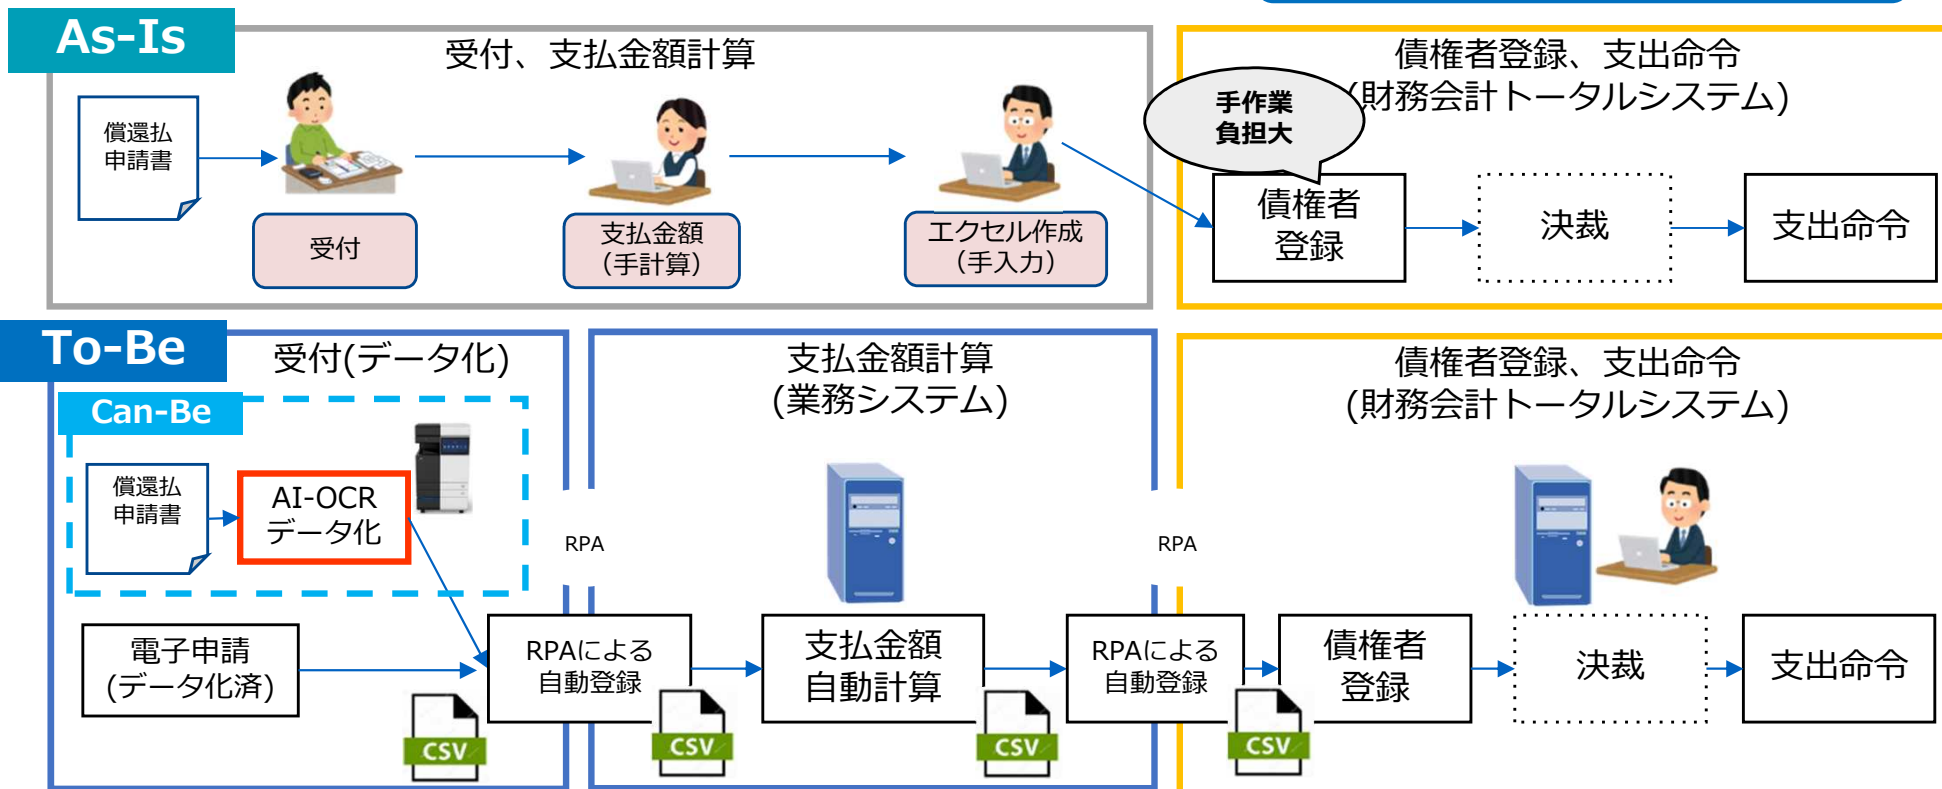 As-Is
受付、支払金額計算
償還払
申請書
受付
支払金額
(手計算)
エクセル作成
(手入力)
債権者登録、支出命令
(財務会計トータルシステム)
手作業
負担大
債権者
登録
決裁
支出命令
To-Be
受付(データ化)
Can-Be
償還払
申請書
AI-OCR
データ化
電子申請
(データ化済)
CSV
RPA
RPAによる
自動登録
CSV
支払金額計算
(業務システム)
支払金額
自動計算
CSV
RPA
RPAによる
自動登録
CSV
債権者登録、支出命令
(財務会計トータルシステム)
債権者
登録
決裁
支出命令